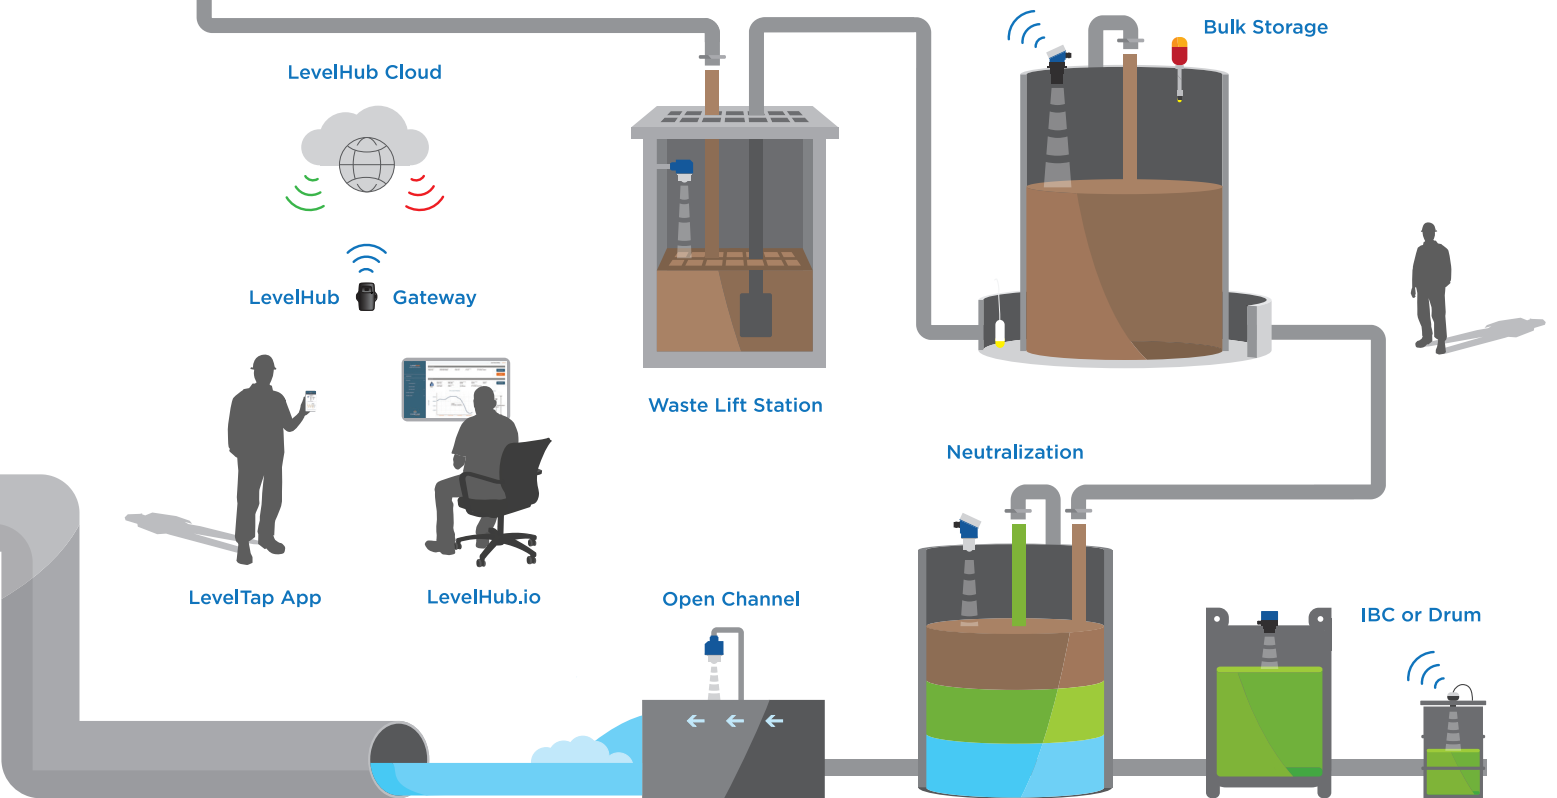 Bulk Storage
LevelHub Cloud
LevelHub Gateway
Waste Lift Station
Neutralization
LevelTap App
LevelHub.io
Open Channel
IBC or Drum